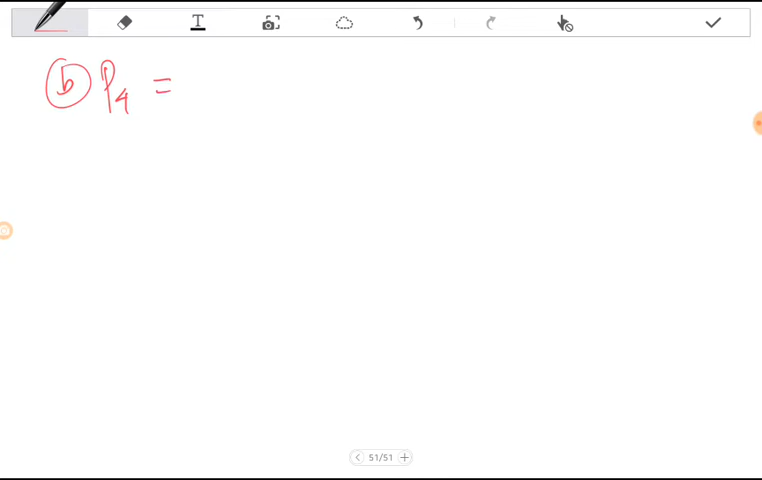 T
ⓑ P₄ =
51/51